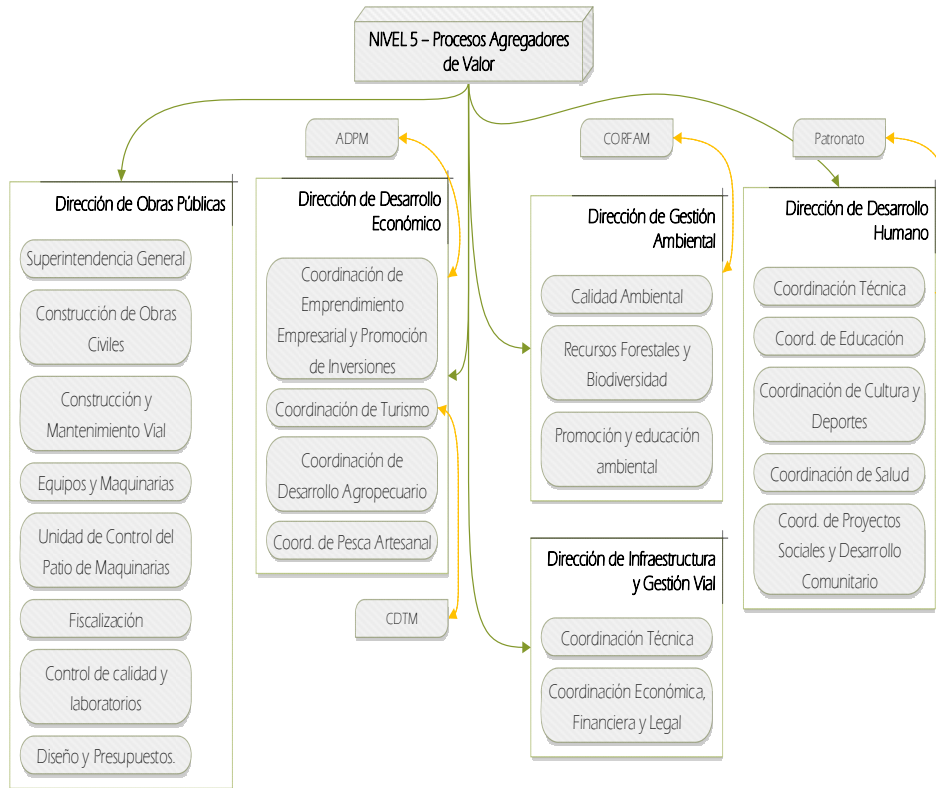 NIVEL 5 – Procesos Agregadores
de Valor
ADPM
CORFAM
Patronato
Dirección de Obras Públicas
Superintendencia General
Construcción de Obras
Civiles
Construcción y
Mantenimiento Vial
Equipos y Maquinarias
Unidad de Control del
Patio de Maquinarias
Fiscalización
Control de calidad y
laboratorios
Diseño y Presupuestos.
Dirección de Desarrollo
Económico
Coordinación de
Emprendimiento
Empresarial y Promoción
de Inversiones
Coordinación de Turismo
Coordinación de
Desarrollo Agropecuario
Coord. de Pesca Artesanal
CDTM
Dirección de Gestión
Ambiental
Calidad Ambiental
Recursos Forestales y
Biodiversidad
Promoción y educación
ambiental
Dirección de Infraestructura
y Gestión Vial
Coordinación Técnica
Coordinación Económica,
Financiera y Legal
Dirección de Desarrollo
Humano
Coordinación Técnica
Coord. de Educación
Coordinación de Cultura y
Deportes
Coordinación de Salud
Coord. de Proyectos
Sociales y Desarrollo
Comunitario